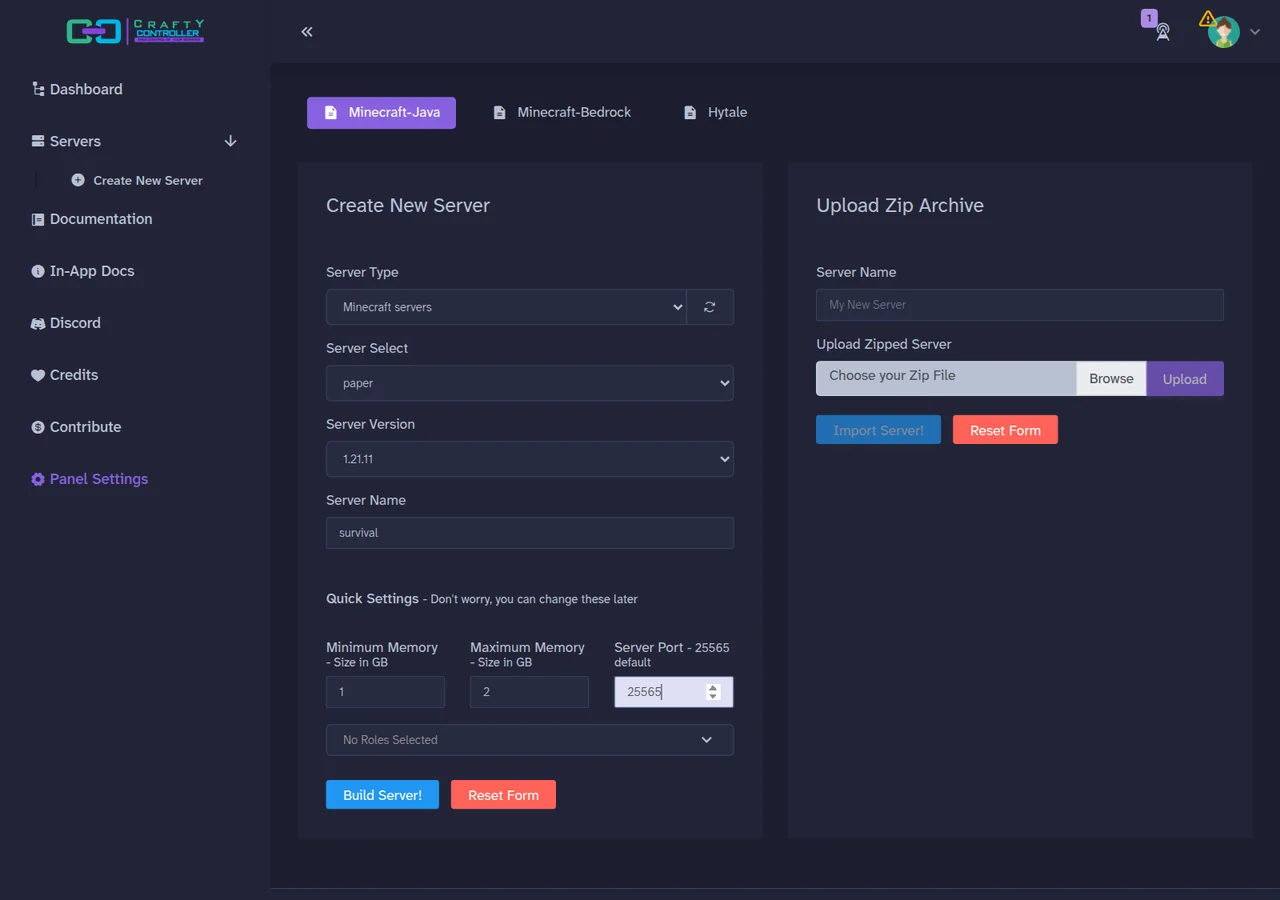 CRAFTY
CONTROLLER
1
Dashboard
Servers
Create New Server
Documentation
In-App Docs
Discord
Credits
Contribute
Panel Settings
Minecraft-Java
Minecraft-Bedrock
Hytale
Create New Server
Server Type
Minecraft servers
Server Select
paper
Server Version
1.21.11
Server Name
survival
Quick Settings - Don't worry, you can change these later
Minimum Memory
- Size in GB
1
Maximum Memory
- Size in GB
2
Server Port - 25565
default
25565
No Roles Selected
Build Server!
Reset Form
Upload Zip Archive
Server Name
My New Server
Upload Zipped Server
Choose your Zip File
Browse
Upload
Import Server!
Reset Form